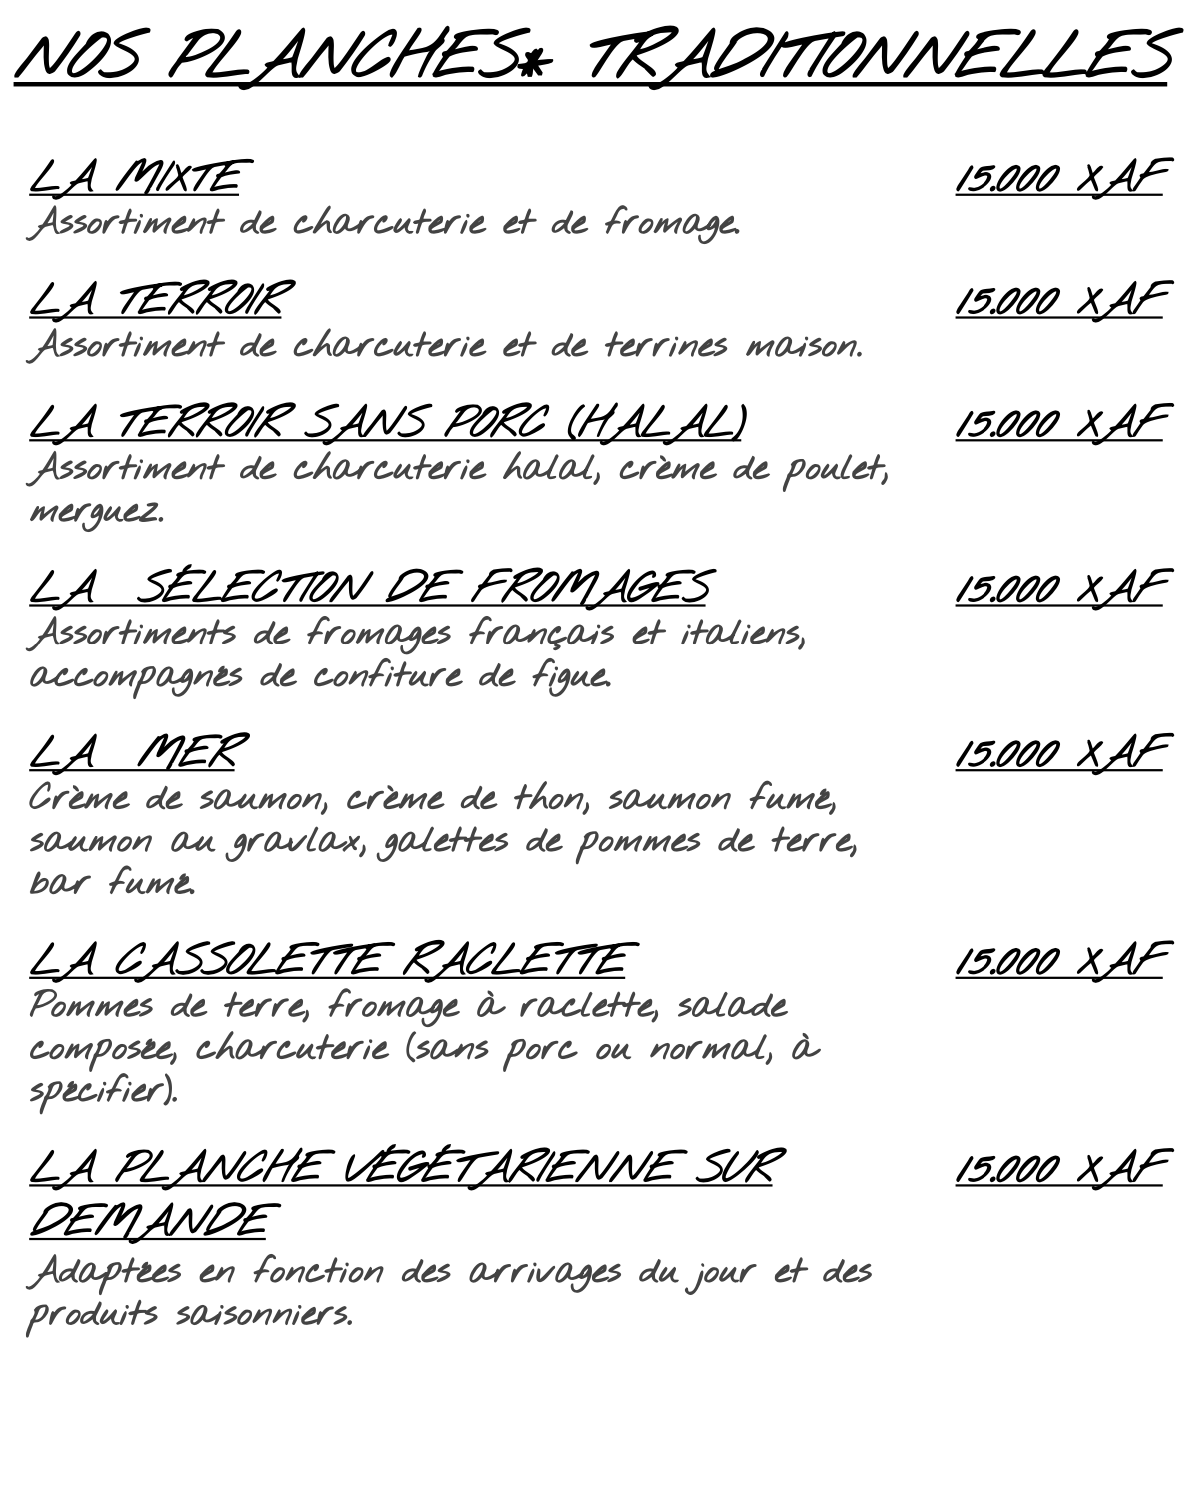 NOS PLANCHES* TRADITIONNELLES
LA MIXTE 15.000 XAF
Assortiment de charcuterie et de fromage.
LA TERROIR 15.000 XAF
Assortiment de charcuterie et de terrines maison.
LA TERROIR SANS PORC (HALAL) 15.000 XAF
Assortiment de charcuterie halal, crème de poulet,
merguez.
LA SÉLECTION DE FROMAGES 15.000 XAF
Assortiments de fromages français et italiens,
accompagnés de confiture de figue.
LA MER 15.000 XAF
Crème de saumon, crème de thon, saumon fumé,
saumon au gravlax, galettes de pommes de terre,
bar fumé.
LA CASSOLETTE RACLETTE 15.000 XAF
Pommes de terre, fromage à raclette, salade
composée, charcuterie (sans porc ou normal, à
spécifier).
LA PLANCHE VÉGÉTARIENNE SUR 15.000 XAF
DEMANDE
Adaptées en fonction des arrivages du jour et des
produits saisonniers.